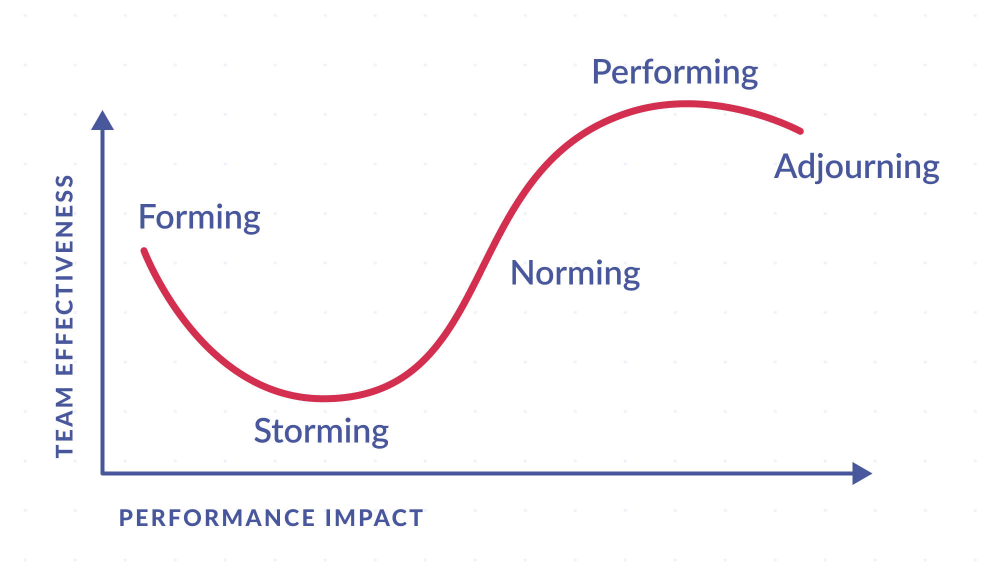 Performing
Adjourning
Forming
Norming
Storming
TEAM EFFECTIVENESS
PERFORMANCE IMPACT